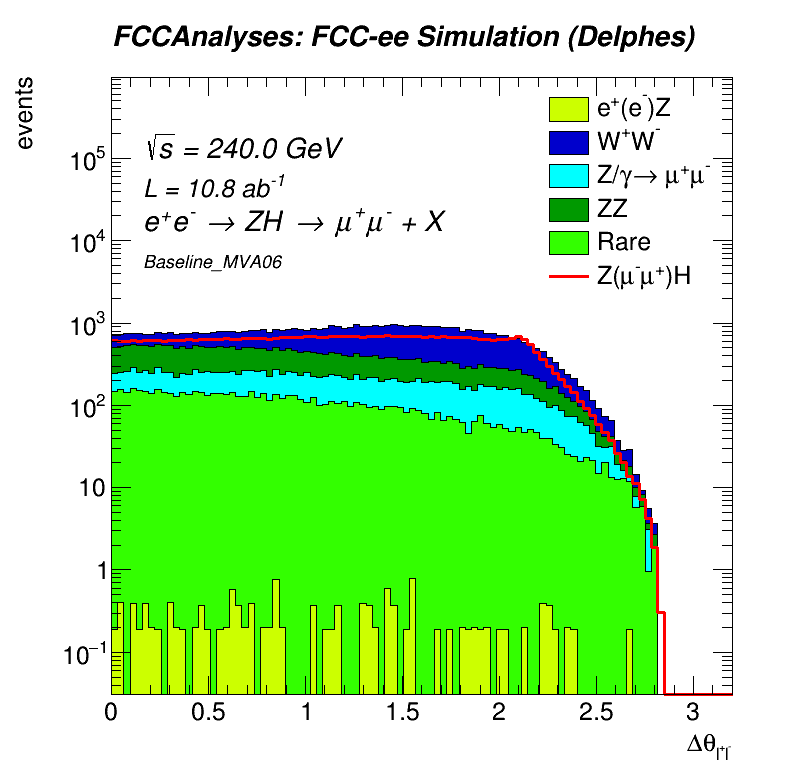 FCCAnalyses: FCC-ee Simulation (Delphes)
events
√s = 240.0 GeV
L = 10.8 ab⁻¹
e⁺e⁻ → ZH → μ⁺μ⁻ + X
Baseline_MVA06
e⁺(e⁻)Z
W⁺W⁻
Z/γ→ μ⁺μ⁻
ZZ
Rare
Z(μ⁻μ⁺)H
10⁵
10⁴
10³
10²
10
1
10⁻¹
0 0.5 1 1.5 2 2.5 3
Δθ_{l⁺l⁻}